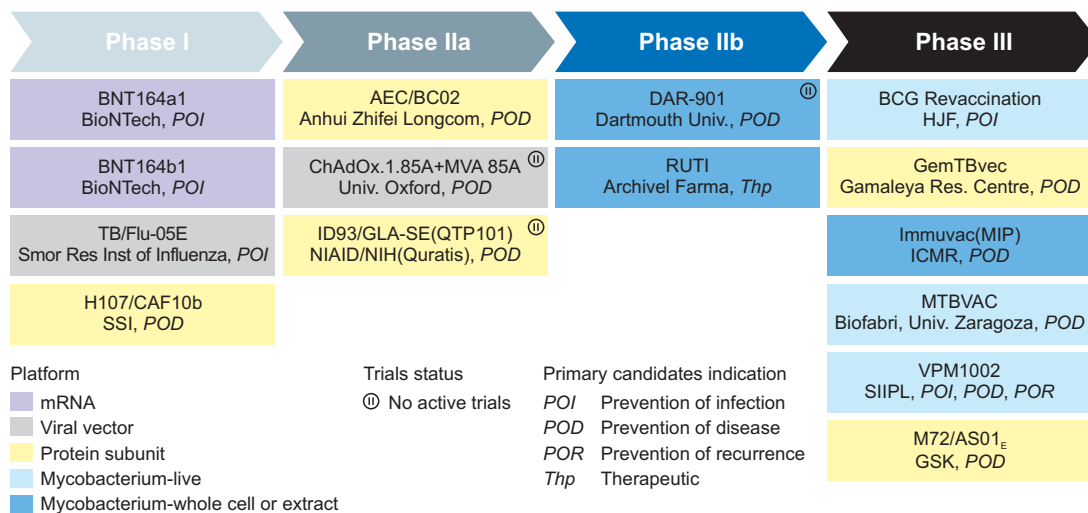 Phase I
Phase IIa
Phase IIb
Phase III
BNT164a1
BioNTech, POI
BNT164b1
BioNTech, POI
TB/Flu-05E
Smor Res Inst of Influenza, POI
H107/CAF10b
SSI, POD
AEC/BC02
Anhui Zhifei Longcom, POD
ChAdOx.1.85A+MVA 85A
Univ. Oxford, POD
ID93/GLA-SE(QTP101)
NIAID/NIH(Quratis), POD
DAR-901
Dartmouth Univ., POD
RUTI
Archivel Farma, Thp
BCG Revaccination
HJF, POI
GemTBvec
Gamaleya Res. Centre, POD
Immuvac(MIP)
ICMR, POD
MTBVAC
Biofabri, Univ. Zaragoza, POD
VPM1002
SIIPL, POI, POD, POR
M72/AS01E
GSK, POD
Platform
mRNA
Viral vector
Protein subunit
Mycobacterium-live
Mycobacterium-whole cell or extract
Trials status
No active trials
Primary candidates indication
POI Prevention of infection
POD Prevention of disease
POR Prevention of recurrence
Thp Therapeutic